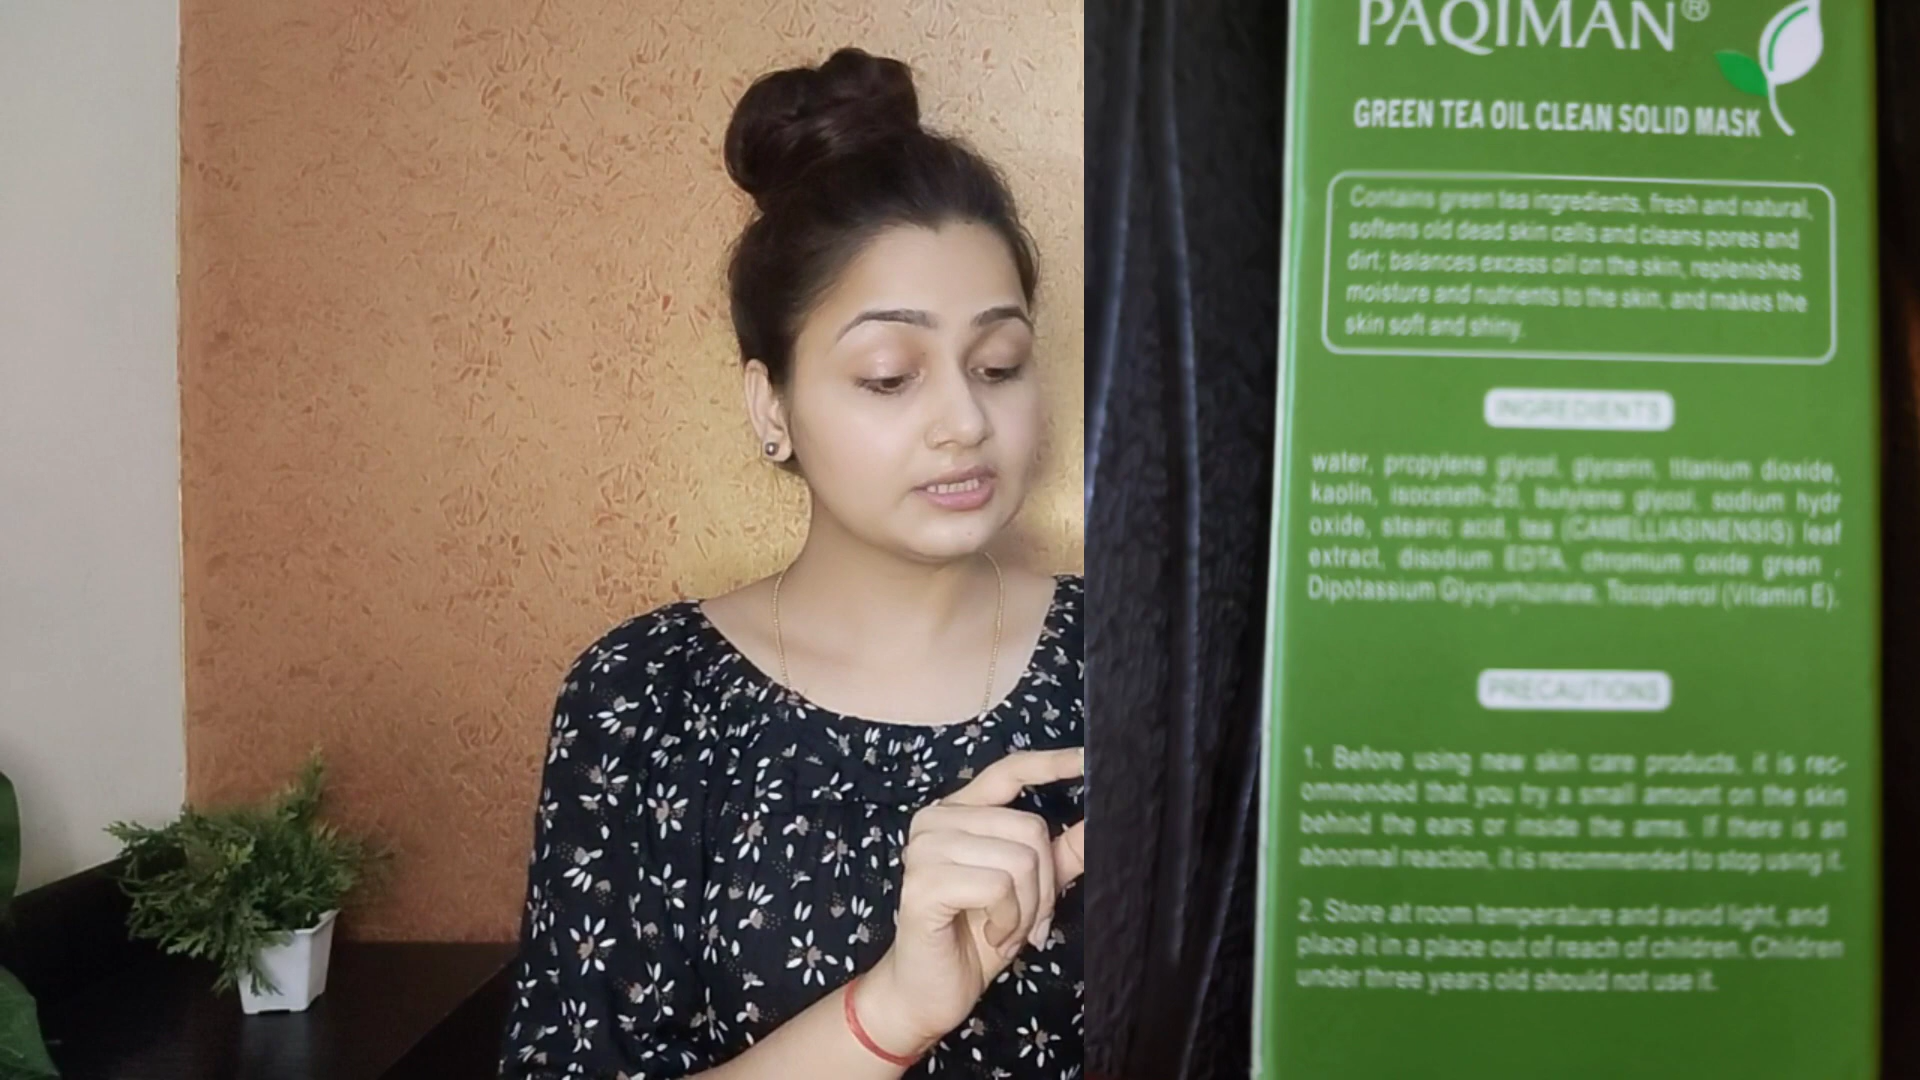 PAQIMAN®
GREEN TEA OIL CLEAN SOLID MASK
Contains green tea ingredients, fresh and natural,
softens old dead skin cells and cleans pores and
dirt; balances excess oil on the skin, replenishes
moisture and nutrients to the skin, and makes the
skin soft and shiny.
INGREDIENTS
water, propylene glycol, glycerin, titanium dioxide,
kaolin, isoceteth-20, butylene glycol, sodium hydr
oxide, stearic acid, tea (CAMELLIASINENSIS) leaf
extract, disodium EDTA, chromium oxide green ,
Dipotassium Glycyrrhizinate, Tocopherol (Vitamin E).
PRECAUTIONS
1. Before using new skin care products, it is rec-
ommended that you try a small amount on the skin
behind the ears or inside the arms. If there is an
abnormal reaction, it is recommended to stop using it.
2. Store at room temperature and avoid light, and
place it in a place out of reach of children. Children
under three years old should not use it.